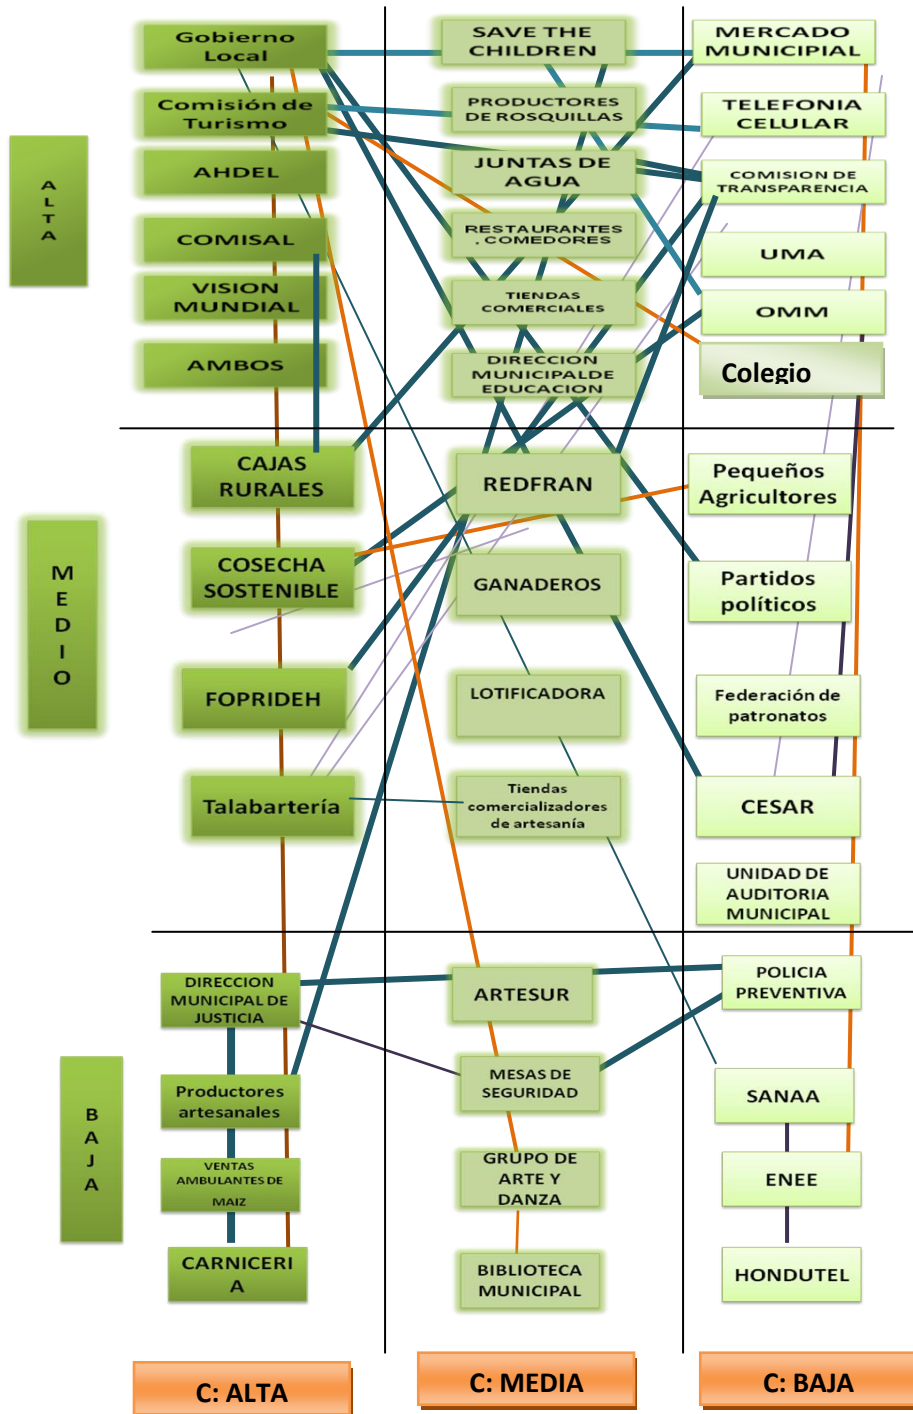 Gobierno
Local
SAVE THE
CHILDREN
MERCADO
MUNICIPIAL
Comisión de
Turismo
PRODUCTORES
DE ROSQUILLAS
TELEFONIA
CELULAR
A
L
T
A
AHDEL
JUNTAS DE
AGUA
COMISION DE
TRANSPARENCIA
COMISAL
RESTAURANTES
, COMEDORES
UMA
VISION
MUNDIAL
TIENDAS
COMERCIALES
OMM
AMBOS
DIRECCION
MUNICIPALDE
EDUCACION
Colegio
CAJAS
RURALES
REDFRAN
Pequeños
Agricultores
M
E
D
I
O
COSECHA
SOSTENIBLE
GANADEROS
Partidos
políticos
FOPRIDEH
LOTIFICADORA
Federación de
patronatos
Talabartería
Tiendas
comercializadores
de artesanía
CESAR
UNIDAD DE
AUDITORIA
MUNICIPAL
DIRECCION
MUNICIPAL DE
JUSTICIA
ARTESUR
POLICIA
PREVENTIVA
B
A
J
A
Productores
artesanales
MESAS DE
SEGURIDAD
SANAA
VENTAS
AMBULANTES DE
MAIZ
GRUPO DE
ARTE Y
DANZA
ENEE
CARNICERI
A
BIBLIOTECA
MUNICIPAL
HONDUTEL
C: ALTA
C: MEDIA
C: BAJA